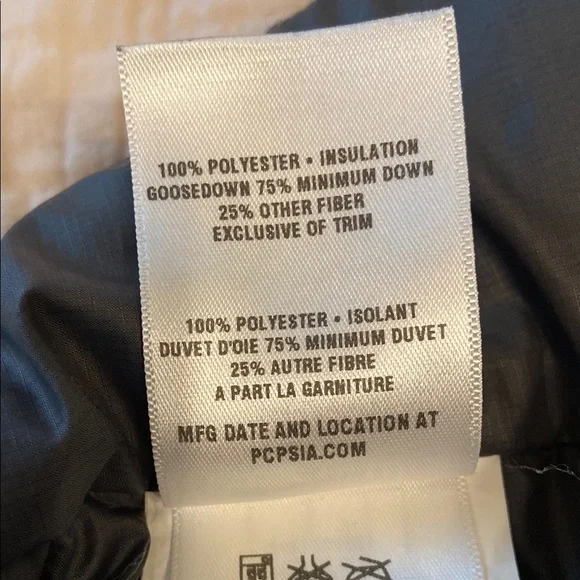 100% POLYESTER • INSULATION
GOOSEDOWN 75% MINIMUM DOWN
25% OTHER FIBER
EXCLUSIVE OF TRIM
100% POLYESTER • ISOLANT
DUVET D'OIE 75% MINIMUM DUVET
25% AUTRE FIBRE
A PART LA GARNITURE
MFG DATE AND LOCATION AT
PCPSIA.COM